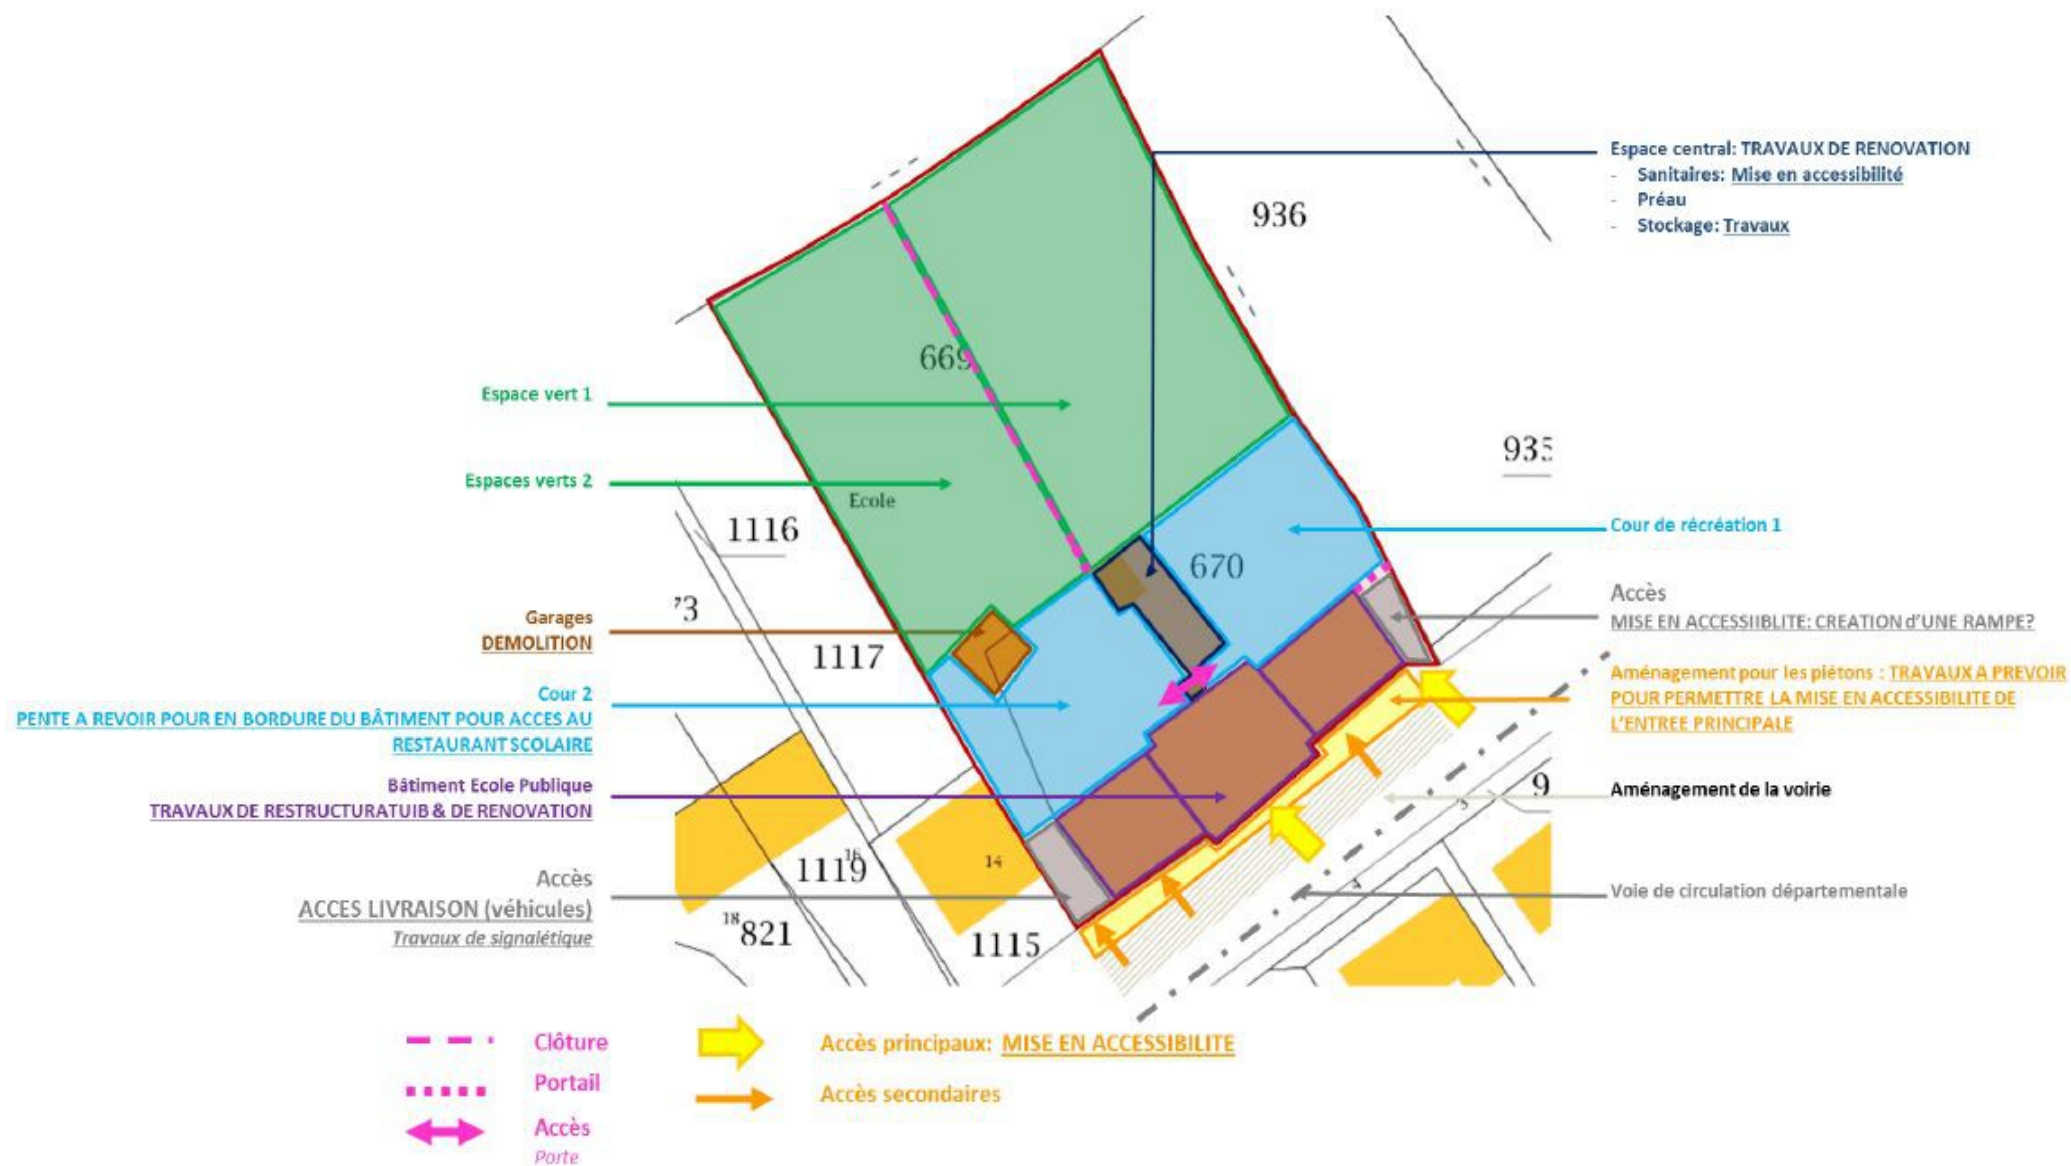 Espace central: TRAVAUX DE RENOVATION
- Sanitaires: Mise en accessibilité
- Préau
- Stockage: Travaux
936
669
Espace vert 1
935
Espaces verts 2
Ecole
1116
Cour de récréation 1
670
Accès
MISE EN ACCESSIIBLITE: CREATION d'UNE RAMPE?
73
Garages
DEMOLITION
1117
Aménagement pour les piétons : TRAVAUX A PREVOIR
POUR PERMETTRE LA MISE EN ACCESSIBILITE DE
L'ENTREE PRINCIPALE
Cour 2
PENTE A REVOIR POUR EN BORDURE DU BÂTIMENT POUR ACCES AU
RESTAURANT SCOLAIRE
Bâtiment Ecole Publique
TRAVAUX DE RESTRUCTURATUIB & DE RENOVATION
Aménagement de la voirie
9
3
16
1119
14
4
Accès
ACCES LIVRAISON (véhicules)
Travaux de signalétique
Voie de circulation départementale
18
821
1115
Clôture
Portail
Accès
Porte
Accès principaux: MISE EN ACCESSIBILITE
Accès secondaires